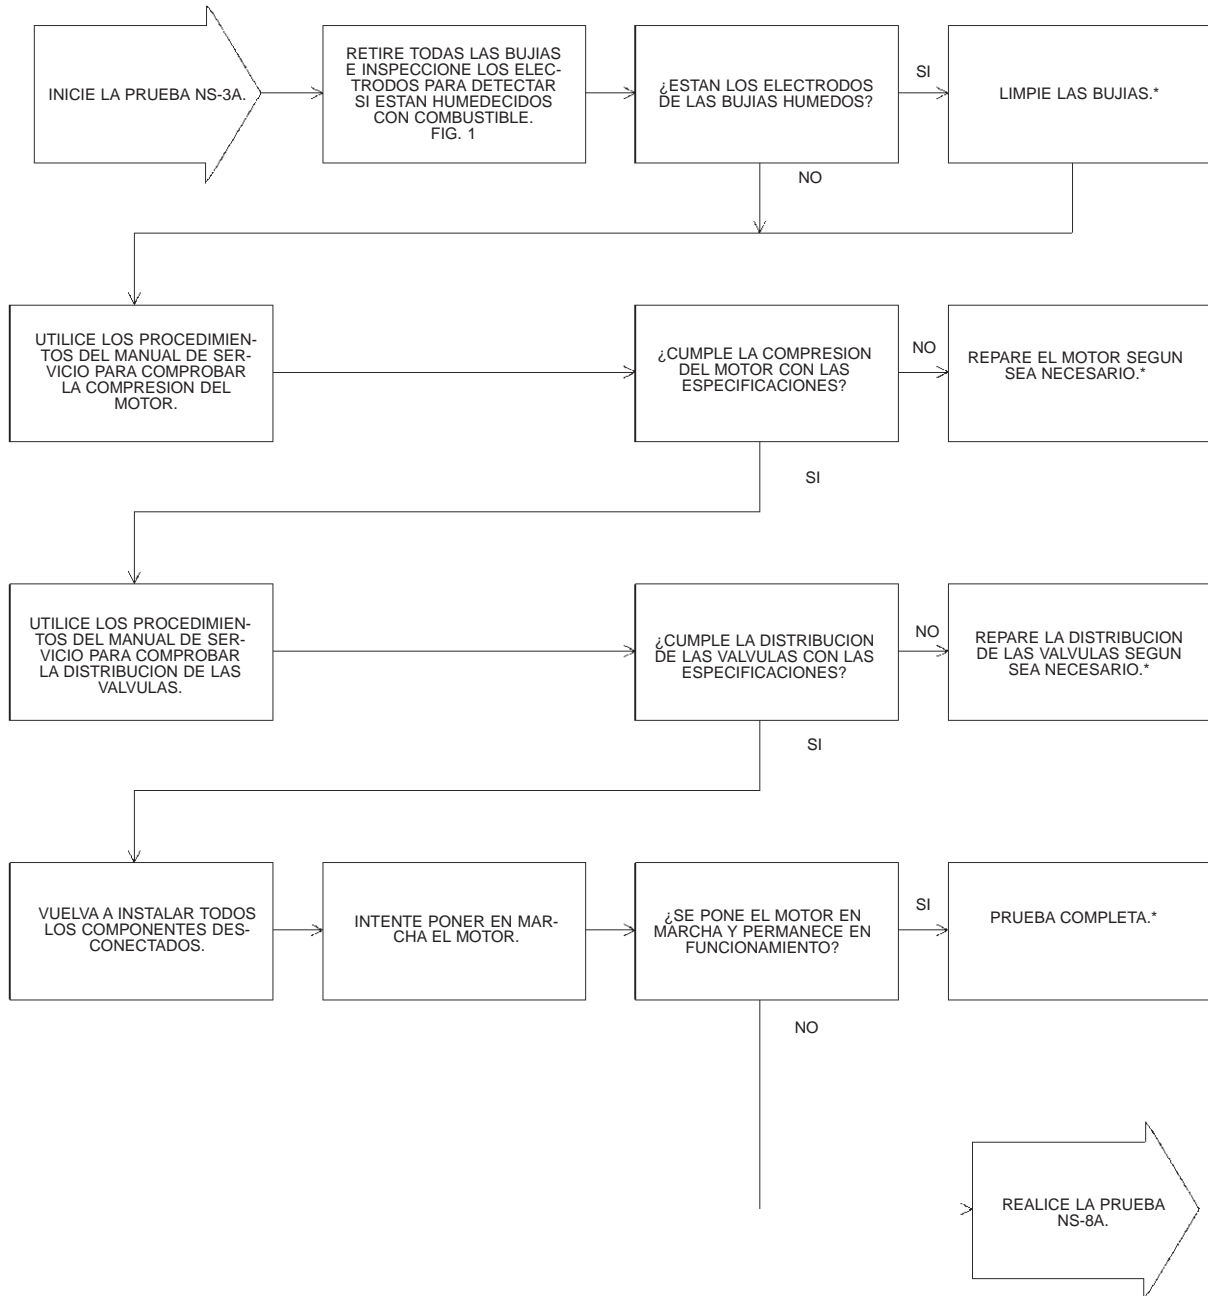 INICIE LA PRUEBA NS-3A.
RETIRE TODAS LAS BUJIAS
E INSPECCIONE LOS ELEC-
TRODOS PARA DETECTAR
SI ESTAN HUMEDECIDOS
CON COMBUSTIBLE.
FIG. 1
¿ESTAN LOS ELECTRODOS
DE LAS BUJIAS HUMEDOS?
SI
LIMPIE LAS BUJIAS.*
NO
UTILICE LOS PROCEDIMIEN-
TOS DEL MANUAL DE SER-
VICIO PARA COMPROBAR
LA COMPRESION DEL
MOTOR.
¿CUMPLE LA COMPRESION
DEL MOTOR CON LAS
ESPECIFICACIONES?
NO
REPARE EL MOTOR SEGUN
SEA NECESARIO.*
SI
UTILICE LOS PROCEDIMIEN-
TOS DEL MANUAL DE SER-
VICIO PARA COMPROBAR
LA DISTRIBUCION DE LAS
VALVULAS.
¿CUMPLE LA DISTRIBUCION
DE LAS VALVULAS CON LAS
ESPECIFICACIONES?
NO
REPARE LA DISTRIBUCION
DE LAS VALVULAS SEGUN
SEA NECESARIO.*
SI
VUELVA A INSTALAR TODOS
LOS COMPONENTES DES-
CONECTADOS.
INTENTE PONER EN MAR-
CHA EL MOTOR.
¿SE PONE EL MOTOR EN
MARCHA Y PERMANECE EN
FUNCIONAMIENTO?
SI
PRUEBA COMPLETA.*
NO
REALICE LA PRUEBA
NS-8A.